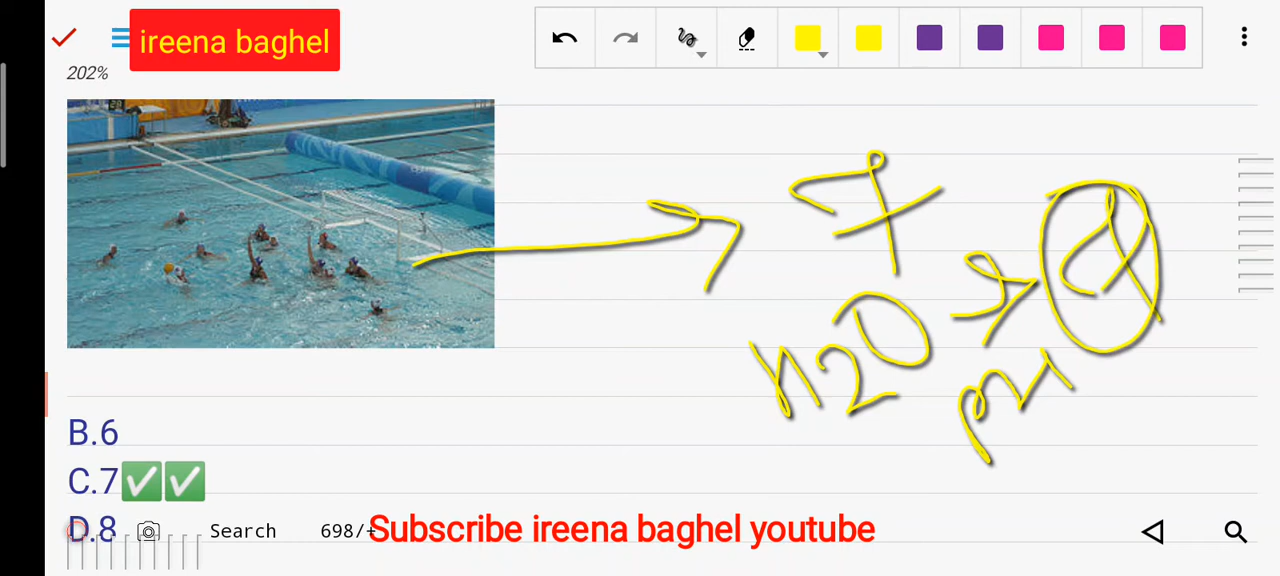 ireena baghel
202%
7
H2O
B.6
C.7✅✅
D.8
Search 698/+
Subscribe ireena baghel youtube